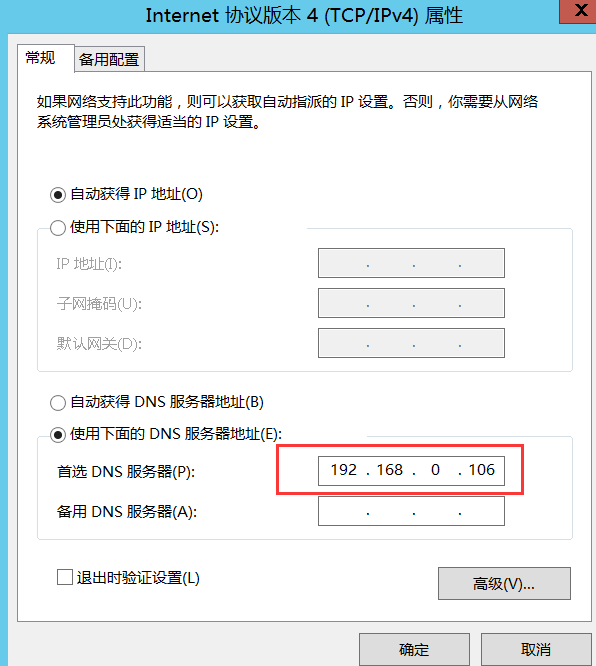 Internet 协议版本 4 (TCP/IPv4) 属性
常规
备用配置
如果网络支持此功能，则可以获取自动指派的 IP 设置。否则，你需要从网络
系统管理员处获得适当的 IP 设置。
自动获得 IP 地址(O)
使用下面的 IP 地址(S):
IP 地址(I):
. . .
子网掩码(U):
. . .
默认网关(D):
. . .
自动获得 DNS 服务器地址(B)
使用下面的 DNS 服务器地址(E):
首选 DNS 服务器(P):
192 . 168 . 0 . 106
备用 DNS 服务器(A):
. . .
退出时验证设置(L)
高级(V)...
确定
取消